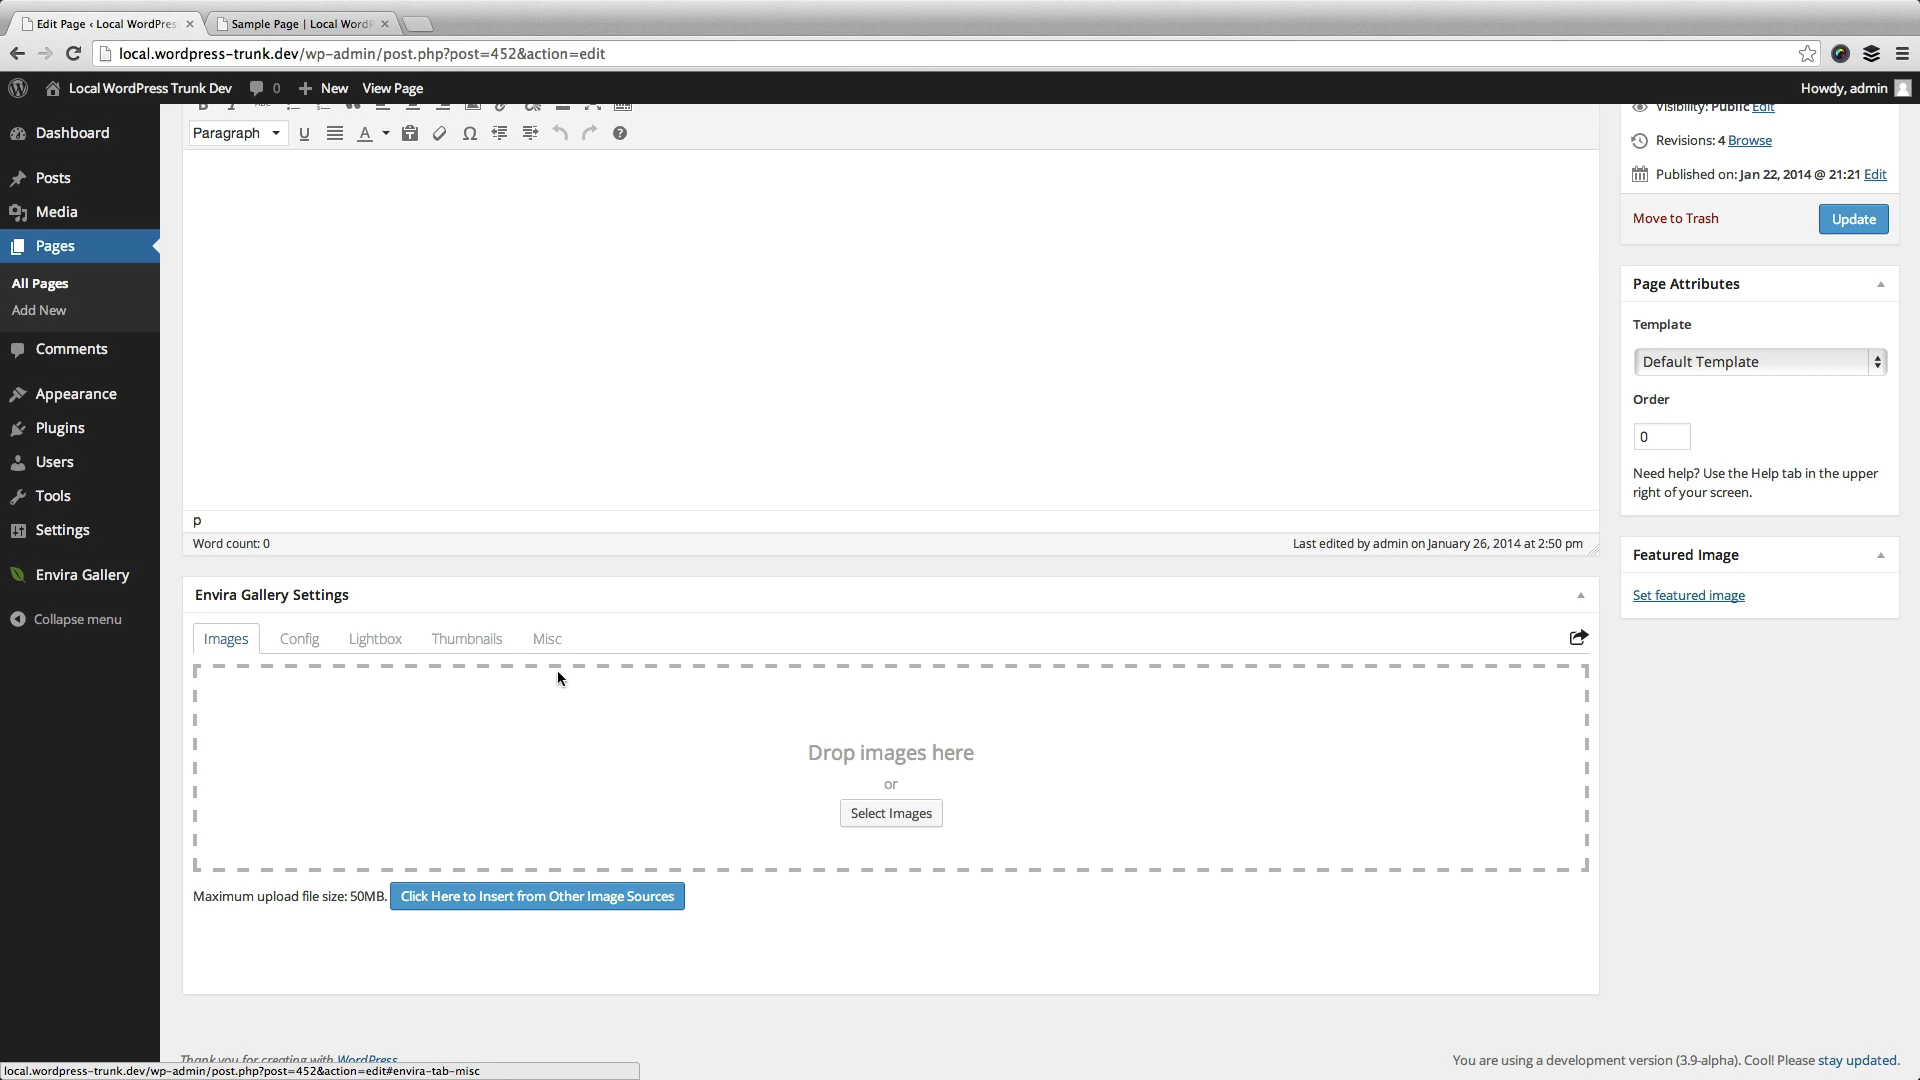 Edit Page ‹ Local WordPres
Sample Page | Local Word
local.wordpress-trunk.dev/wp-admin/post.php?post=452&action=edit
Local WordPress Trunk Dev
0
New
View Page
Howdy, admin
Dashboard
Posts
Media
Pages
All Pages
Add New
Comments
Appearance
Plugins
Users
Tools
Settings
Envira Gallery
Collapse menu
B I ABC
Paragraph
U
A
Ω
p
Word count: 0
Last edited by admin on January 26, 2014 at 2:50 pm
Envira Gallery Settings
Images
Config
Lightbox
Thumbnails
Misc
Drop images here
or
Select Images
Maximum upload file size: 50MB.
Click Here to Insert from Other Image Sources
Visibility: Public Edit
Revisions: 4 Browse
Published on: Jan 22, 2014 @ 21:21 Edit
Move to Trash
Update
Page Attributes
Template
Default Template
Order
0
Need help? Use the Help tab in the upper
right of your screen.
Featured Image
Set featured image
Thank you for creating with WordPress
You are using a development version (3.9-alpha). Cool! Please stay updated.
local.wordpress-trunk.dev/wp-admin/post.php?post=452&action=edit#envira-tab-misc